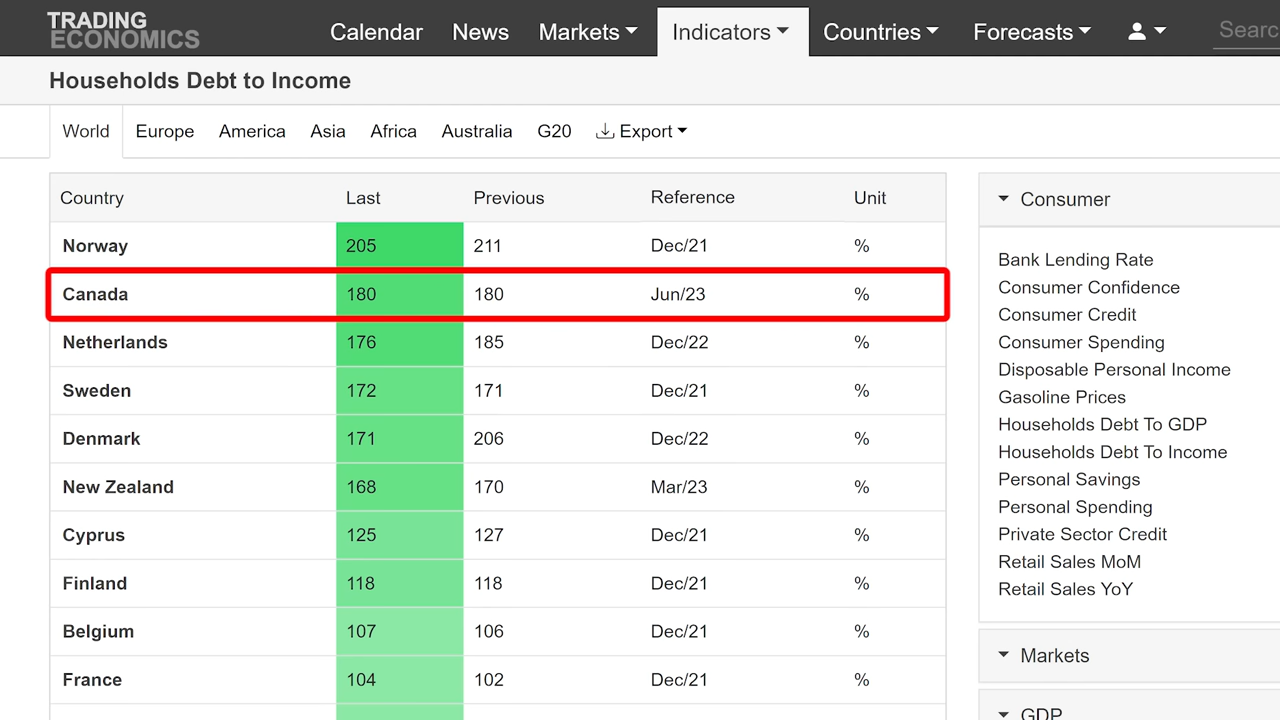 TRADING
ECONOMICS
Calendar News Markets Indicators Countries Forecasts Searc
Households Debt to Income
World Europe America Asia Africa Australia G20 Export
Country Last Previous Reference Unit
Norway 205 211 Dec/21 %
Canada 180 180 Jun/23 %
Netherlands 176 185 Dec/22 %
Sweden 172 171 Dec/21 %
Denmark 171 206 Dec/22 %
New Zealand 168 170 Mar/23 %
Cyprus 125 127 Dec/21 %
Finland 118 118 Dec/21 %
Belgium 107 106 Dec/21 %
France 104 102 Dec/21 %
Consumer
Bank Lending Rate
Consumer Confidence
Consumer Credit
Consumer Spending
Disposable Personal Income
Gasoline Prices
Households Debt To GDP
Households Debt To Income
Personal Savings
Personal Spending
Private Sector Credit
Retail Sales MoM
Retail Sales YoY
Markets
GDP